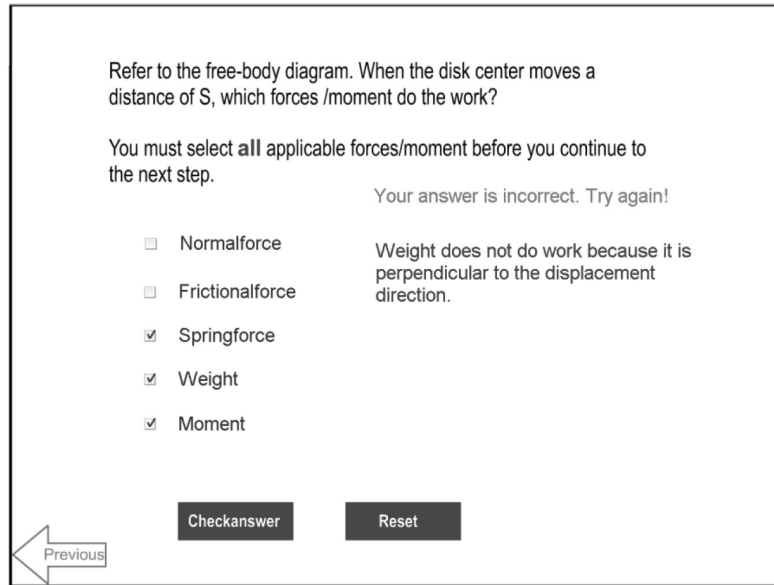 Refer to the free-body diagram. When the disk center moves a
distance of S, which forces /moment do the work?
You must select all applicable forces/moment before you continue to
the next step.
Your answer is incorrect. Try again!
Normalforce
Weight does not do work because it is
perpendicular to the displacement
direction.
Frictionalforce
Springforce
Weight
Moment
Checkanswer
Reset
Previous